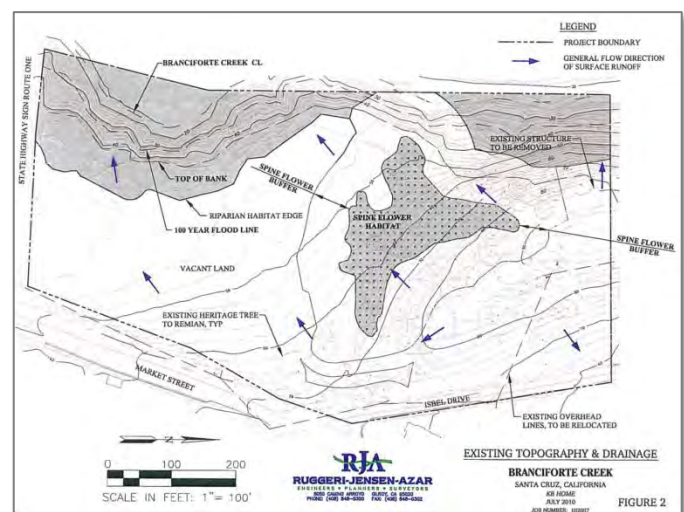 LEGEND
PROJECT BOUNDARY
GENERAL FLOW DIRECTION
OF SURFACE RUNOFF
BRANCIFORTE CREEK CL
STATE HIGHWAY SIGN ROUTE ONE
EXISTING STRUCTURE
TO BE REMOVED
TOP OF BANK
SPINE FLOWER
BUFFER
RIPARIAN HABITAT EDGE
100 YEAR FLOOD LINE
SPINE FLOWER
HABITAT
SPINE FLOWER
BUFFER
VACANT LAND
EXISTING HERITAGE TREE
TO REMIAN, TYP
MARKET STREET
ISBEL DRIVE
EXISTING OVERHEAD
LINES, TO BE RELOCATED
N
0 100 200
SCALE IN FEET: 1"= 100'
RJA
RUGGERI-JENSEN-AZAR
ENGINEERS • PLANNERS • SURVEYORS
EXISTING TOPOGRAPHY & DRAINAGE
BRANCIFORTE CREEK
SANTA CRUZ, CALIFORNIA
KB HOME
JULY 2010
FIGURE 2